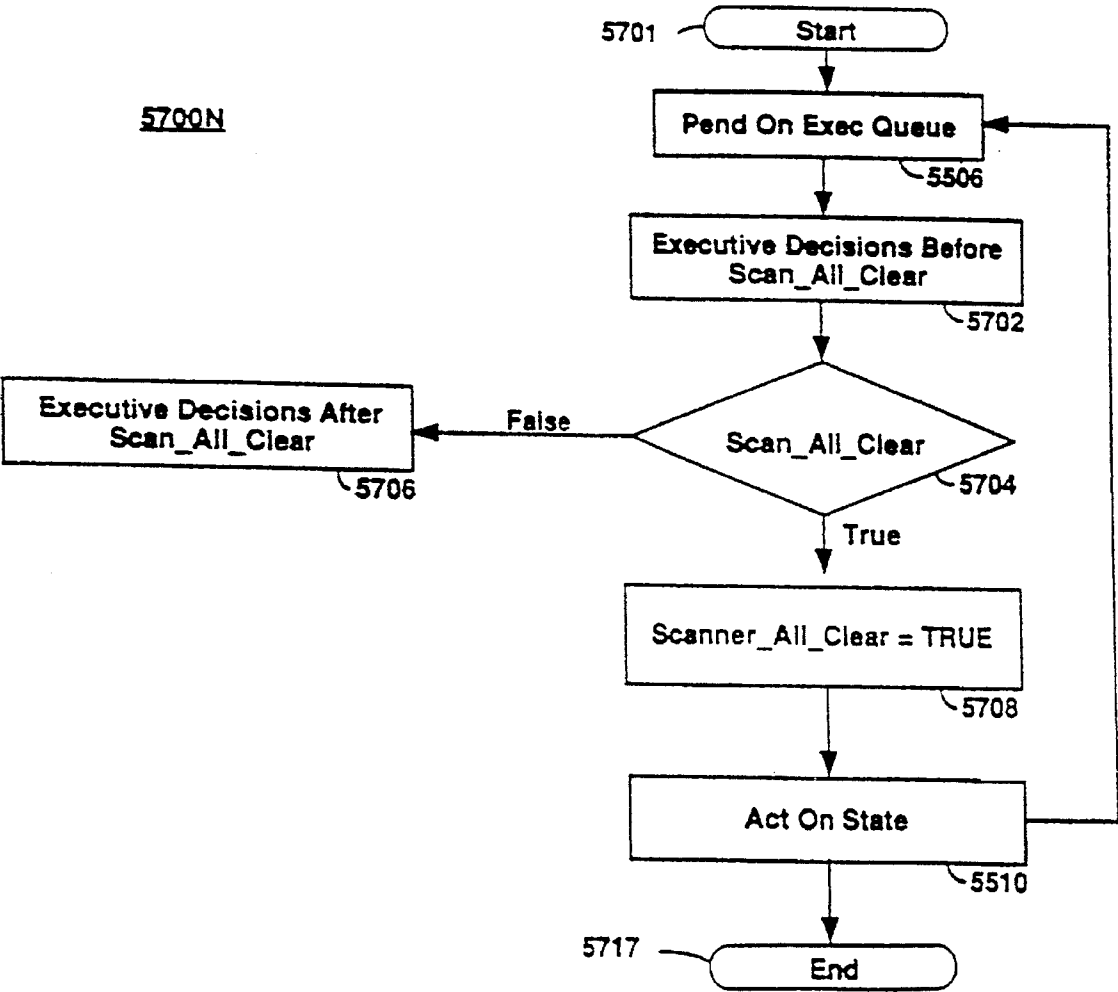 5701
Start
5700N
Pend On Exec Queue
5506
Executive Decisions Before
Scan_All_Clear
5702
Executive Decisions After
Scan_All_Clear
5706
False
Scan_All_Clear
5704
True
Scanner_All_Clear = TRUE
5708
Act On State
5510
5717
End